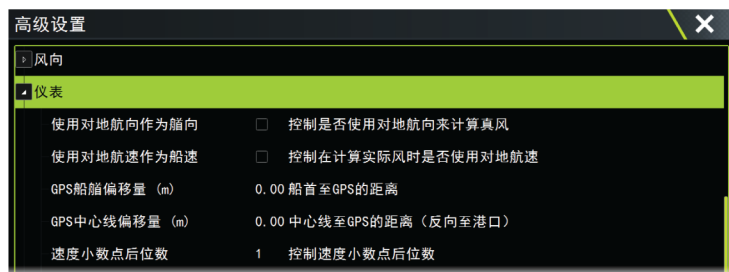 高级设置
风向
仪表
使用对地航向作为艏向 控制是否使用对地航向来计算真风
使用对地航速作为船速 控制在计算实际风时是否使用对地航速
GPS船艏偏移量 (m) 0.00 船首至GPS的距离
GPS中心线偏移量 (m) 0.00 中心线至GPS的距离（反向至港口）
速度小数点后位数 1 控制速度小数点后位数